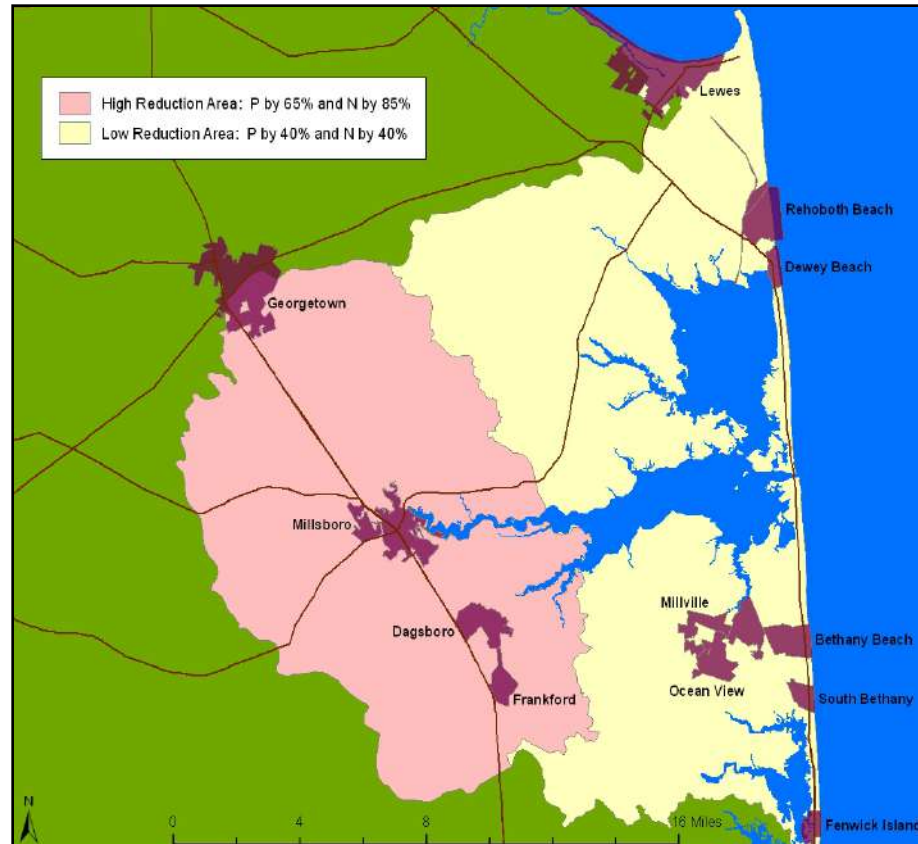 High Reduction Area: P by 65% and N by 85%
Low Reduction Area: P by 40% and N by 40%
Lewes
Rehoboth Beach
Dewey Beach
Georgetown
Millsboro
Millville
Dagsboro
Bethany Beach
Ocean View
Frankford
South Bethany
N
0 4 8 16 Miles
Fenwick Island